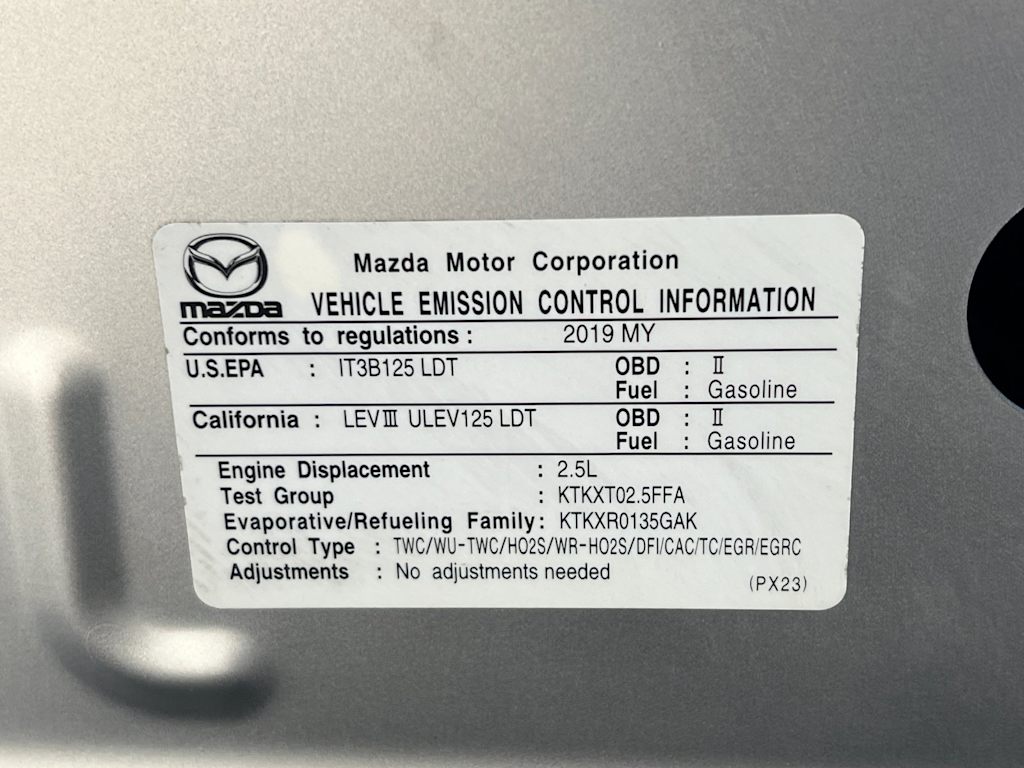 Mazda Motor Corporation
mazda VEHICLE EMISSION CONTROL INFORMATION
Conforms to regulations : 2019 MY
U.S.EPA : IT3B125 LDT OBD : Ⅱ
Fuel : Gasoline
California : LEVⅢ ULEV125 LDT OBD : Ⅱ
Fuel : Gasoline
Engine Displacement : 2.5L
Test Group : KTKXT02.5FFA
Evaporative/Refueling Family: KTKXR0135GAK
Control Type : TWC/WU-TWC/HO2S/WR-HO2S/DFI/CAC/TC/EGR/EGRC
Adjustments : No adjustments needed
(PX23)